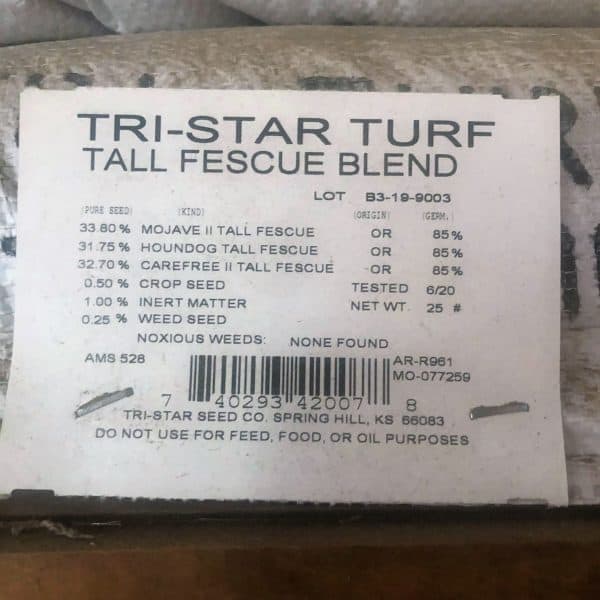 TRI-STAR TURF
TALL FESCUE BLEND
LOT B3-19-9003
(PURE SEED) (KIND) (ORIGIN) (GERM.)
33.80 % MOJAVE II TALL FESCUE OR 85%
31.75 % HOUNDOG TALL FESCUE OR 85%
32.70 % CAREFREE II TALL FESCUE OR 85%
0.50 % CROP SEED TESTED 6/20
1.00 % INERT MATTER NET WT. 25 #
0.25 % WEED SEED
NOXIOUS WEEDS: NONE FOUND
AMS 528 AR-R961
MO-077259
7 40293 42007 8
TRI-STAR SEED CO. SPRING HILL, KS 66083
DO NOT USE FOR FEED, FOOD, OR OIL PURPOSES